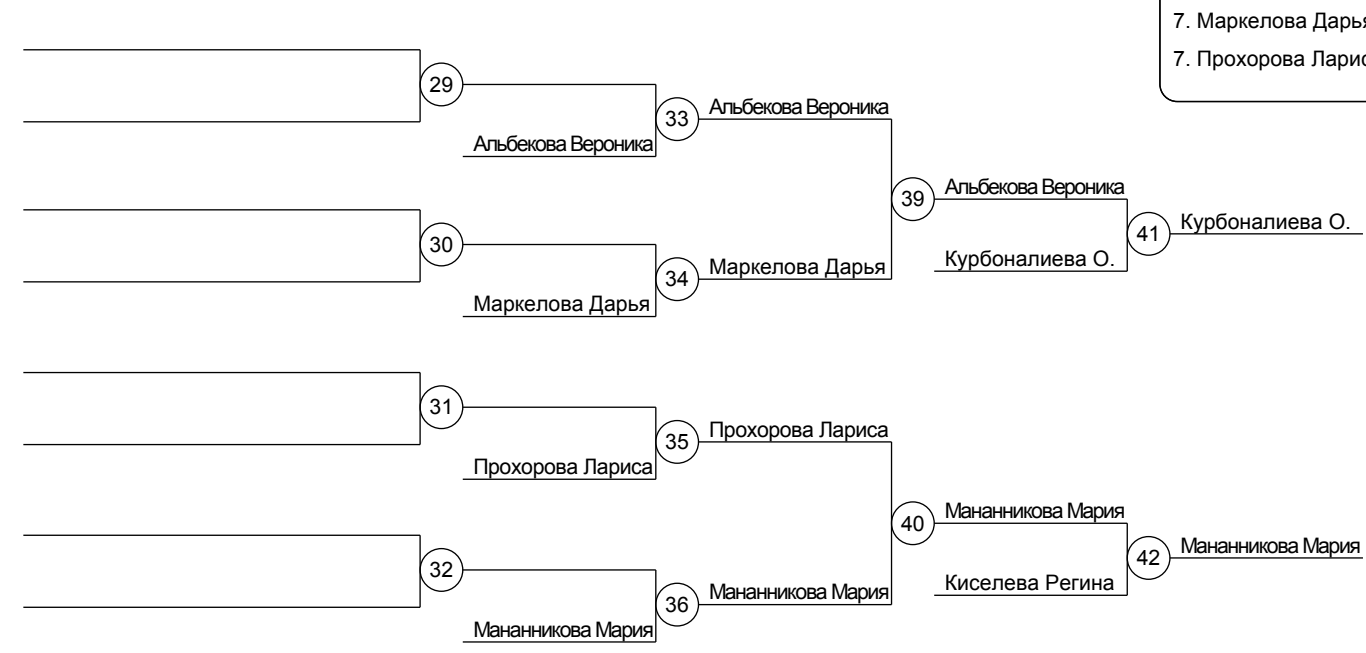 7. Маркелова Дарья
7. Прохорова Ларис
29
33
Альбекова Вероника
Альбекова Вероника
39
Альбекова Вероника
41
Курбоналиева О.
30
Курбоналиева О.
34
Маркелова Дарья
Маркелова Дарья
31
35
Прохорова Лариса
Прохорова Лариса
40
Мананникова Мария
42
Мананникова Мария
32
Киселева Регина
36
Мананникова Мария
Мананникова Мария